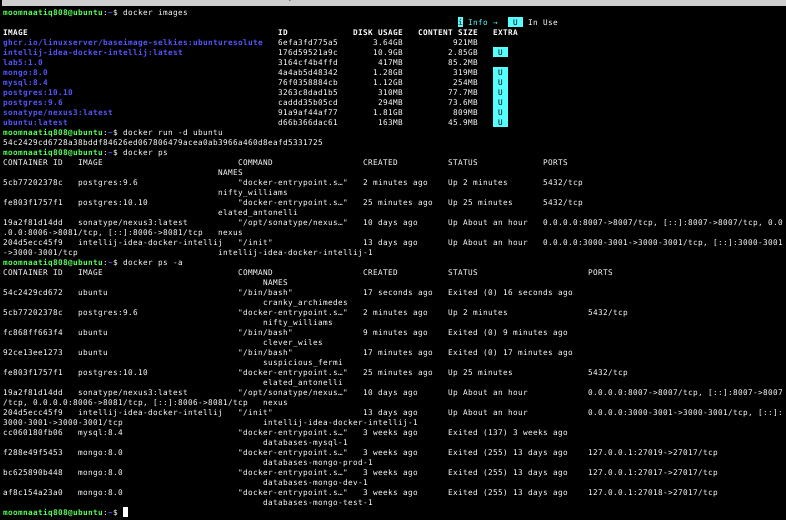 moomnaatiq808@ubuntu:~$ docker images
i Info → U In Use
IMAGE ID DISK USAGE CONTENT SIZE EXTRA
ghcr.io/linuxserver/baseimage-selkies:ubunturesolute 6efa3fd775a5 3.64GB 921MB
intellij-idea-docker-intellij:latest 176d59521a9c 10.9GB 2.85GB U
lab5:1.0 3164cf4b4ffd 417MB 85.2MB
mongo:8.0 4a4ab5d48342 1.28GB 319MB U
mysql:8.4 76f0358884cb 1.12GB 254MB U
postgres:10.10 3263c8dad1b5 310MB 77.7MB U
postgres:9.6 caddd35b05cd 294MB 73.6MB U
sonatype/nexus3:latest 91a9af44af77 1.81GB 809MB U
ubuntu:latest d66b366dac61 163MB 45.9MB U
moomnaatiq808@ubuntu:~$ docker run -d ubuntu
54c2429cd6728a38bddf84626ed067806479acea0ab3966a460d8eafd5331725
moomnaatiq808@ubuntu:~$ docker ps
CONTAINER ID IMAGE COMMAND CREATED STATUS PORTS
NAMES
5cb77202378c postgres:9.6 "docker-entrypoint.s…" 2 minutes ago Up 2 minutes 5432/tcp
nifty_williams
fe803f1757f1 postgres:10.10 "docker-entrypoint.s…" 25 minutes ago Up 25 minutes 5432/tcp
elated_antonelli
19a2f81d14dd sonatype/nexus3:latest "/opt/sonatype/nexus…" 10 days ago Up About an hour 0.0.0.0:8007->8007/tcp, [::]:8007->8007/tcp, 0.0
.0.0:8006->8081/tcp, [::]:8006->8081/tcp nexus
204d5ecc45f9 intellij-idea-docker-intellij "/init" 13 days ago Up About an hour 0.0.0.0:3000-3001->3000-3001/tcp, [::]:3000-3001
->3000-3001/tcp intellij-idea-docker-intellij-1
moomnaatiq808@ubuntu:~$ docker ps -a
CONTAINER ID IMAGE COMMAND CREATED STATUS PORTS
NAMES
54c2429cd672 ubuntu "/bin/bash" 17 seconds ago Exited (0) 16 seconds ago
cranky_archimedes
5cb77202378c postgres:9.6 "docker-entrypoint.s…" 2 minutes ago Up 2 minutes 5432/tcp
nifty_williams
fc868ff663f4 ubuntu "/bin/bash" 9 minutes ago Exited (0) 9 minutes ago
clever_wiles
92ce13ee1273 ubuntu "/bin/bash" 17 minutes ago Exited (0) 17 minutes ago
suspicious_fermi
fe803f1757f1 postgres:10.10 "docker-entrypoint.s…" 25 minutes ago Up 25 minutes 5432/tcp
elated_antonelli
19a2f81d14dd sonatype/nexus3:latest "/opt/sonatype/nexus…" 10 days ago Up About an hour 0.0.0.0:8007->8007/tcp, [::]:8007->8007
/tcp, 0.0.0.0:8006->8081/tcp, [::]:8006->8081/tcp nexus
204d5ecc45f9 intellij-idea-docker-intellij "/init" 13 days ago Up About an hour 0.0.0.0:3000-3001->3000-3001/tcp, [::]:
3000-3001->3000-3001/tcp intellij-idea-docker-intellij-1
cc060180fb06 mysql:8.4 "docker-entrypoint.s…" 3 weeks ago Exited (137) 3 weeks ago
databases-mysql-1
f288e49f5453 mongo:8.0 "docker-entrypoint.s…" 3 weeks ago Exited (255) 13 days ago 127.0.0.1:27019->27017/tcp
databases-mongo-prod-1
bc625890b448 mongo:8.0 "docker-entrypoint.s…" 3 weeks ago Exited (255) 13 days ago 127.0.0.1:27017->27017/tcp
databases-mongo-dev-1
af8c154a23a0 mongo:8.0 "docker-entrypoint.s…" 3 weeks ago Exited (255) 13 days ago 127.0.0.1:27018->27017/tcp
databases-mongo-test-1
moomnaatiq808@ubuntu:~$